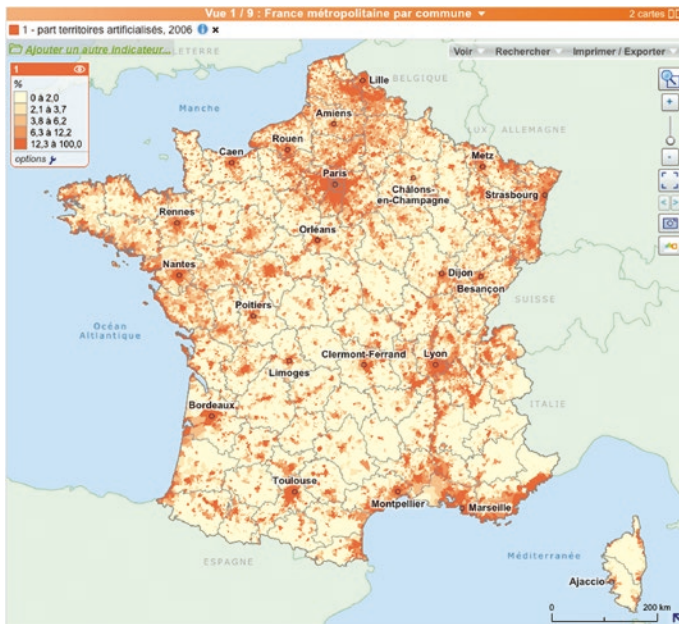 Vue 1 / 9 : France métropolitaine par commune
2 cartes
1 - part territoires artificialisés, 2006
Ajouter un autre indicateur...
Voir
Rechercher
Imprimer / Exporter
1
%
0 à 2,0
2,1 à 3,7
3,8 à 6,2
6,3 à 12,2
12,3 à 100,0
options
Manche
BELGIQUE
LUX
ALLEMAGNE
Lille
Amiens
Rouen
Caen
Metz
Paris
Châlons-
en-Champagne
Strasbourg
Rennes
Orléans
Nantes
Dijon
Besançon
Poitiers
SUISSE
Océan
Altlantique
Clermont-Ferrand
Lyon
Limoges
ITALIE
Bordeaux
Toulouse
Montpellier
Marseille
ESPAGNE
Méditerranée
Ajaccio
0
200 km